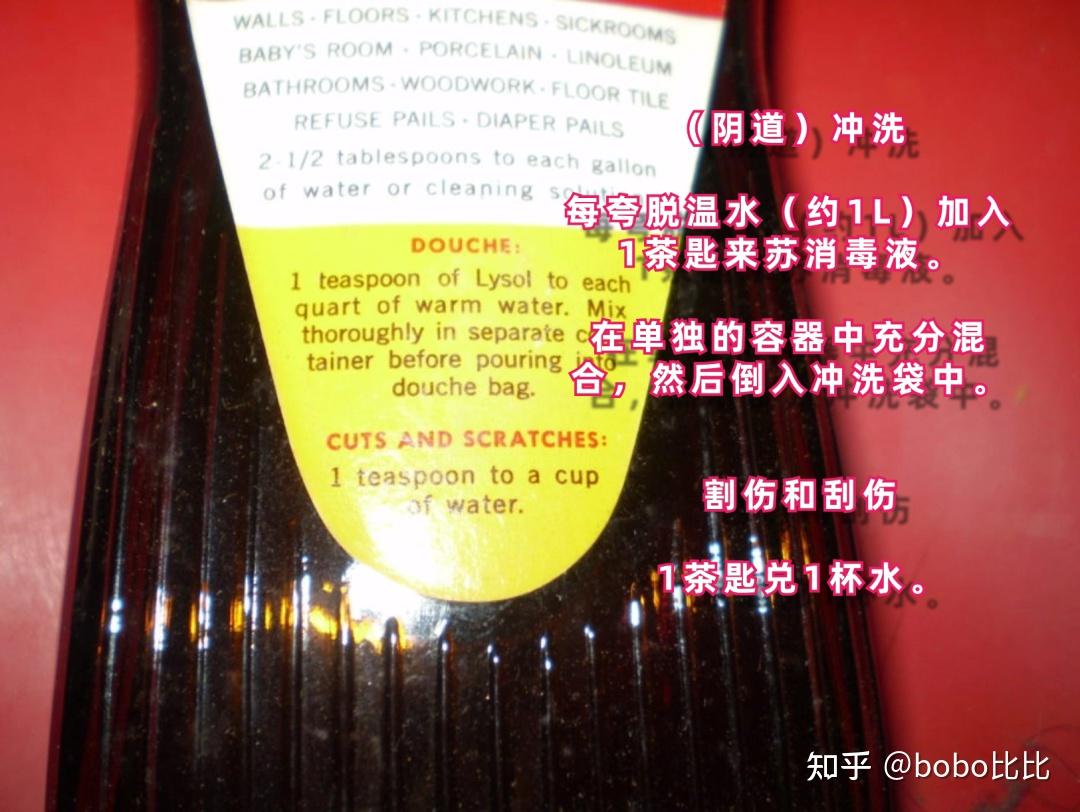 WALLS · FLOORS · KITCHENS · SICKROOMS
BABY'S ROOM · PORCELAIN · LINOLEUM
BATHROOMS · WOODWORK · FLOOR TILE
REFUSE PAILS · DIAPER PAILS
2-1/2 tablespoons to each gallon
of water or cleaning
DOUCHE:
1 teaspoon of Lysol to each
quart of warm water. Mix
thoroughly in separate
tainer before pouring into
douche bag.
CUTS AND SCRATCHES:
1 teaspoon to a cup
of water.
（阴道）冲洗
每夸脱温水（约1L）加入
1茶匙来苏消毒液。
在单独的容器中充分混
合，然后倒入冲洗袋中。
割伤和刮伤
1茶匙兑1杯水。
知乎 @bobo比比